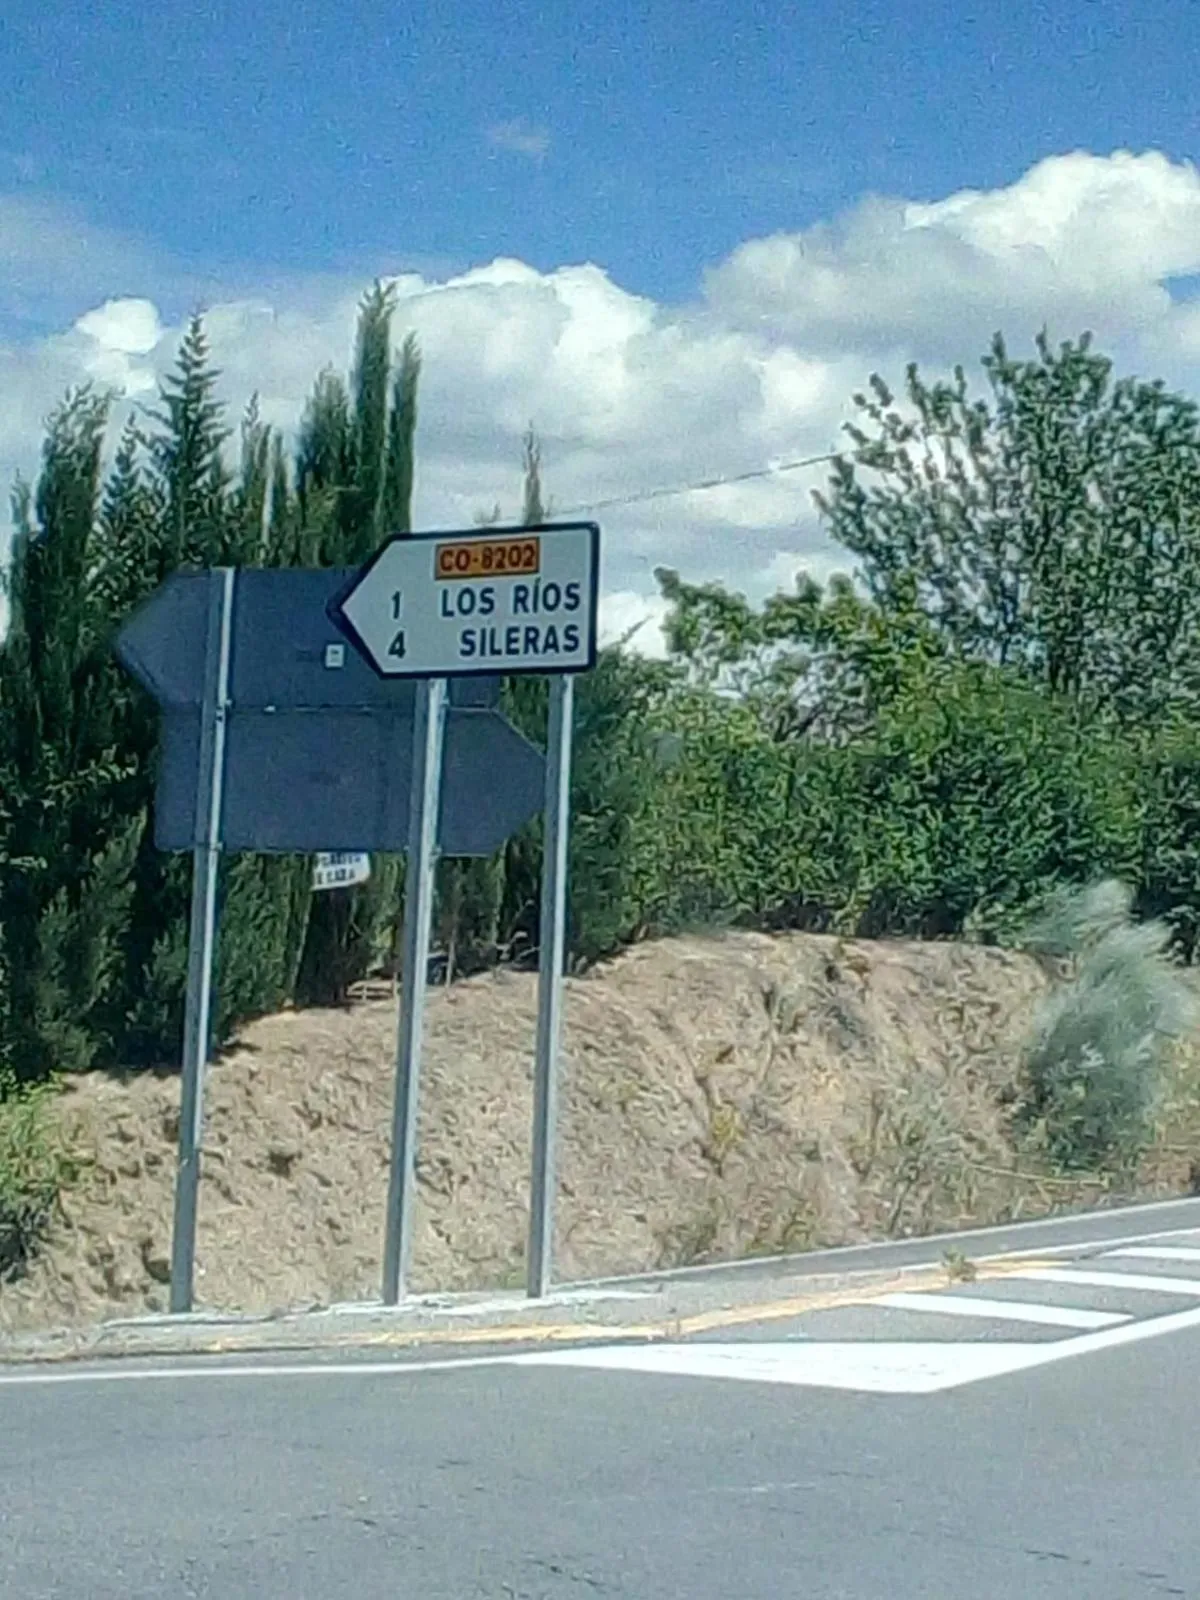 CO-8202
1 LOS RÍOS
4 SILERAS